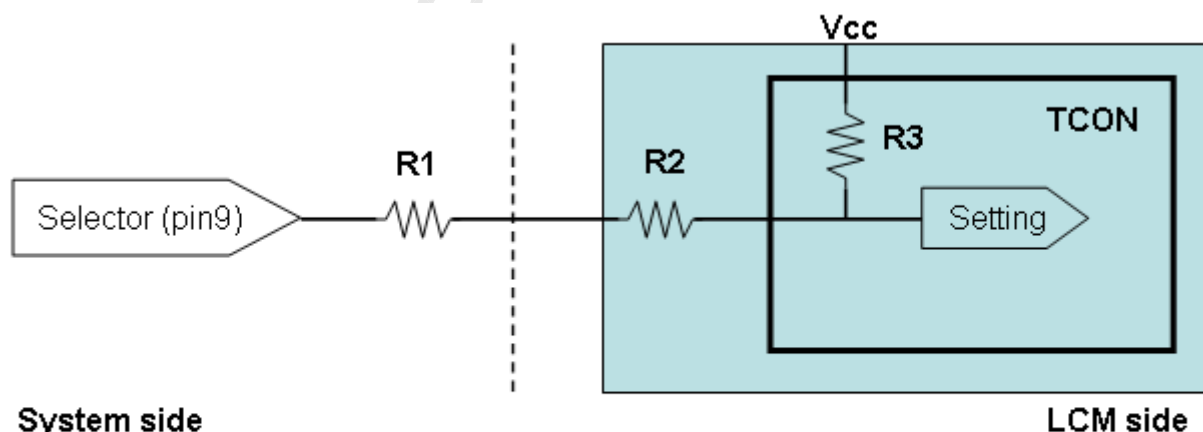 Vcc
TCON
R3
R1
R2
Selector (pin9)
Setting
System side
LCM side